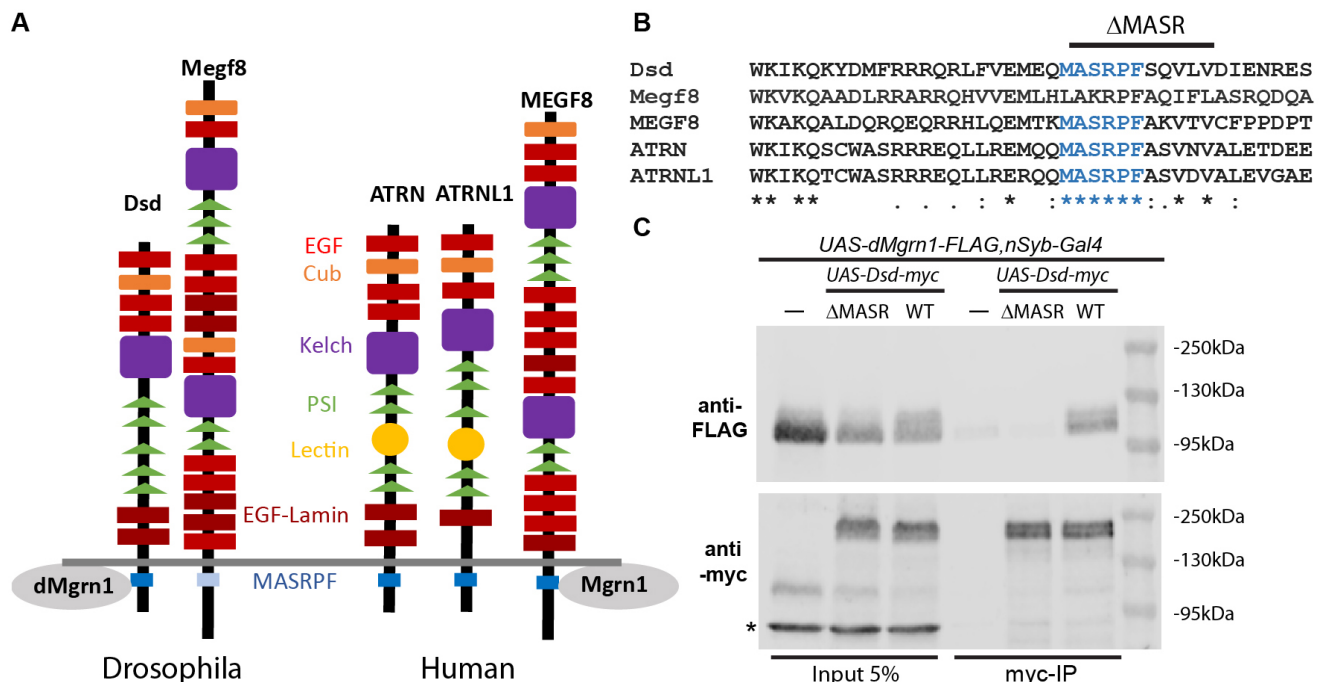 A
Megf8
MEGF8
Dsd
ATRN
ATRNL1
EGF
Cub
Kelch
PSI
Lectin
EGF-Lamin
MASRPF
dMgrn1
Mgrn1
Drosophila
Human
B
ΔMASR
Dsd WKIKQKYDMFRRRQRLFVEMEQMASRPFSQVLVDIENRES
Megf8 WKVKQAADLRRARRQHVVEMLHLAKRPFAQIFLASRQDQA
MEGF8 WKAKQALDQRQEQRRHLQEMTKMASRPFAKVTVCFPPDPT
ATRN WKIKQSCWASRRREQLLREMQQMASRPFASVNVALETDEE
ATRNL1 WKIKQTCWASRRREQLLRERQQMASRPFASVDVALEVGAE
** ** . . . : * :******:.* * :
C
UAS-dMgrn1-FLAG,nSyb-Gal4
UAS-Dsd-myc UAS-Dsd-myc
— ΔMASR WT — ΔMASR WT
anti-
FLAG
-250kDa
-130kDa
-95kDa
anti
-myc
-250kDa
-130kDa
-95kDa
*
Input 5% myc-IP